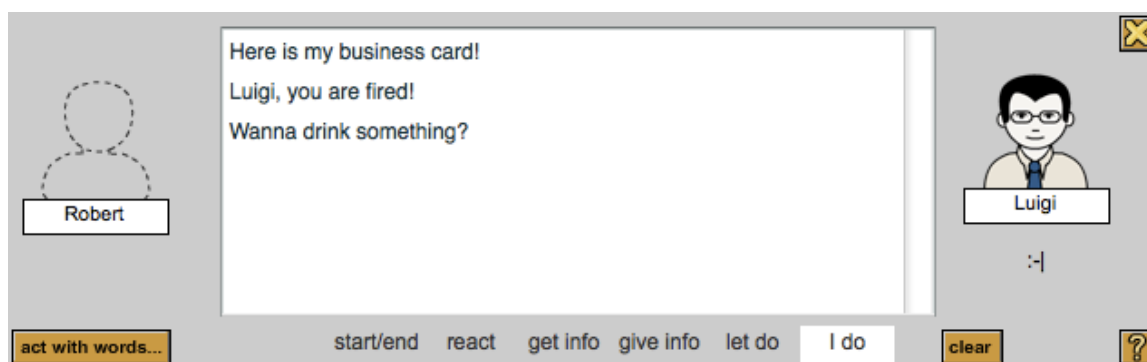 Here is my business card!
Luigi, you are fired!
Wanna drink something?
Robert
Luigi
:-|
act with words...
start/end react get info give info let do I do
clear
?